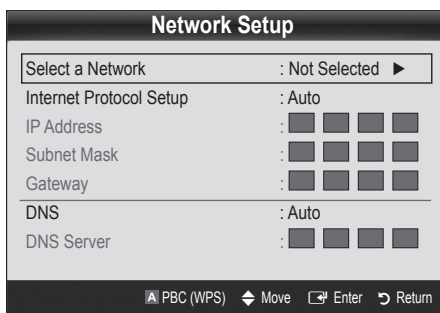 Network Setup
Select a Network : Not Selected ▶
Internet Protocol Setup : Auto
IP Address :
Subnet Mask :
Gateway :
DNS : Auto
DNS Server :
A PBC (WPS) Move Enter Return